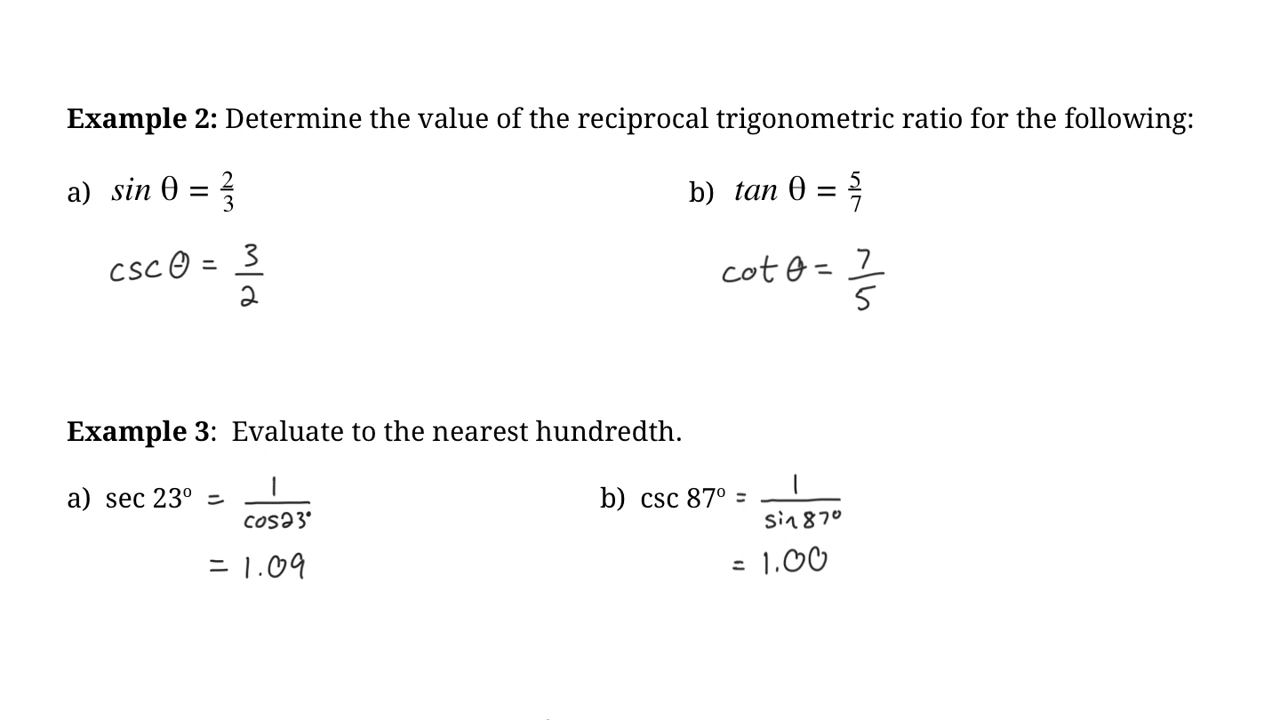 Example 2: Determine the value of the reciprocal trigonometric ratio for the following:
a) sin θ = 2/3
b) tan θ = 5/7
csc θ = 3/2
cot θ = 7/5
Example 3: Evaluate to the nearest hundredth.
a) sec 23° = 1/cos23°
b) csc 87° = 1/sin87°
= 1.09
= 1.00